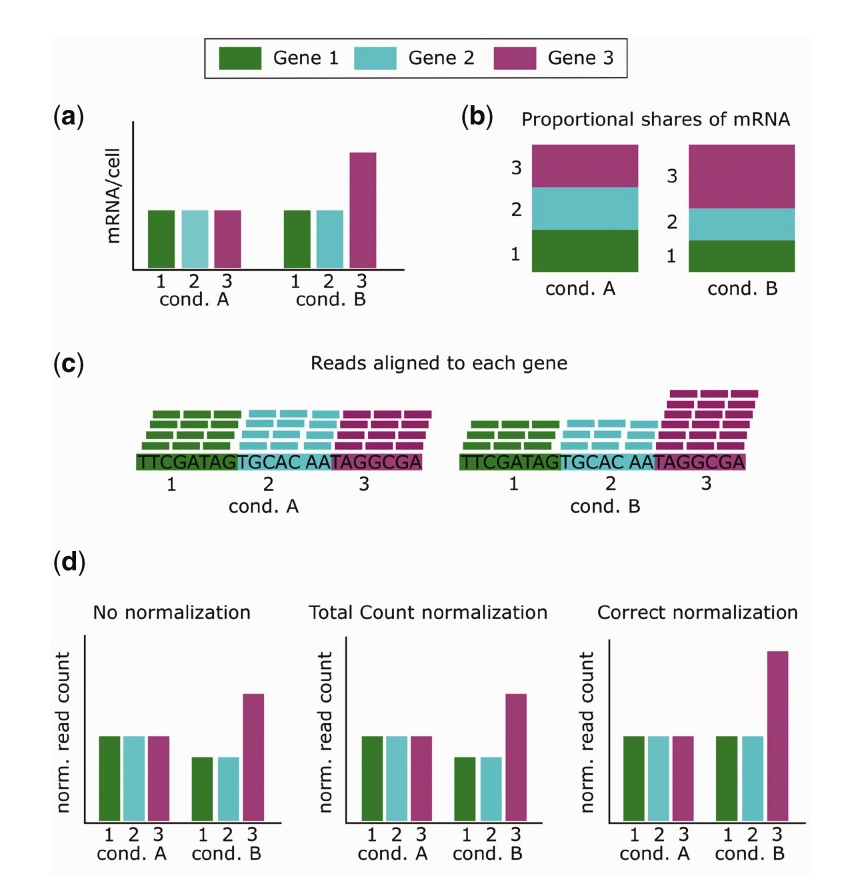 Gene 1 Gene 2 Gene 3
(a)
mRNA/cell
1 2 3 1 2 3
cond. A cond. B
(b) Proportional shares of mRNA
3 3
2 2
1 1
cond. A cond. B
(c) Reads aligned to each gene
TTCGATAGTGCAC AATAGGCGA TTCGATAGTGCAC AATAGGCGA
1 2 3 1 2 3
cond. A cond. B
(d)
No normalization Total Count normalization Correct normalization
norm. read count norm. read count norm. read count
1 2 3 1 2 3 1 2 3 1 2 3 1 2 3 1 2 3
cond. A cond. B cond. A cond. B cond. A cond. B